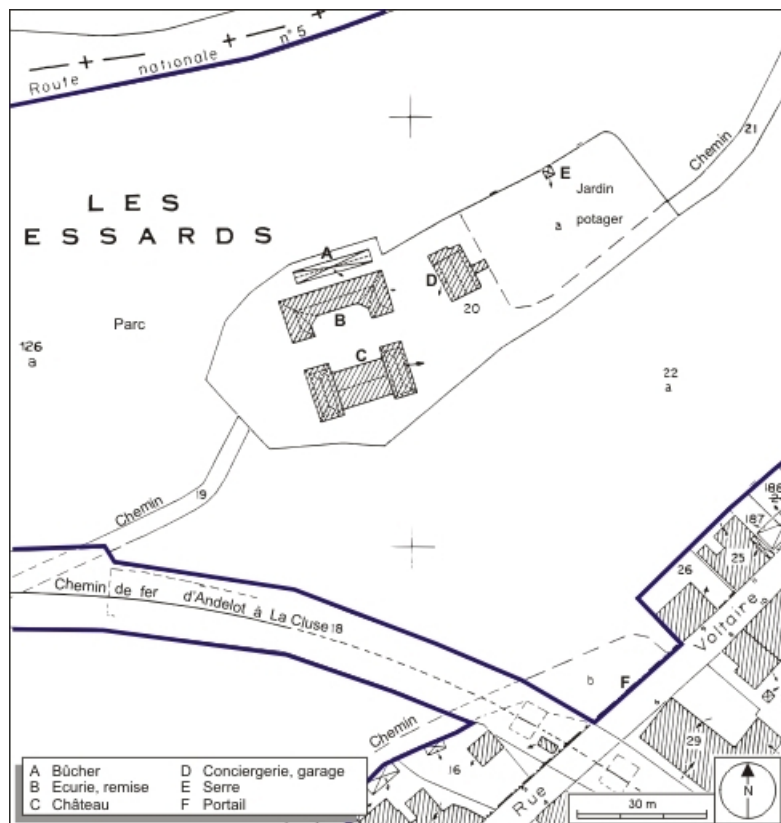 Route nationale n° 5
LES
ESSARDS
Chemin
21
E
Jardin
potager
a
A
D
B
20
Parc
C
126
a
22
a
19
Chemin
188
2
187
25
26
Chemin de fer d'Andelot à La Cluse 18
Voltaire
b
F
Chemin
16
29
Rue
A Bûcher
B Ecurie, remise
C Château
D Conciergerie, garage
E Serre
F Portail
30 m
N